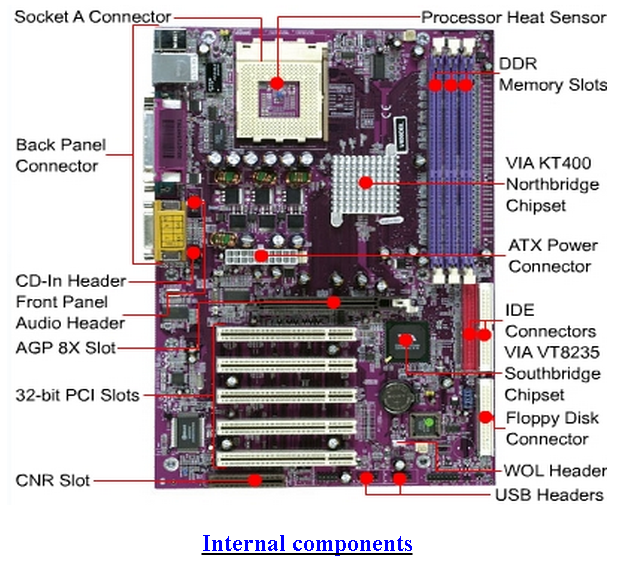 Socket A Connector
Processor Heat Sensor
DDR
Memory Slots
Back Panel
Connector
VIA KT400
Northbridge
Chipset
ATX Power
Connector
CD-In Header
Front Panel
Audio Header
AGP 8X Slot
IDE
Connectors
VIA VT8235
Southbridge
Chipset
32-bit PCI Slots
Floppy Disk
Connector
CNR Slot
WOL Header
USB Headers
Internal components